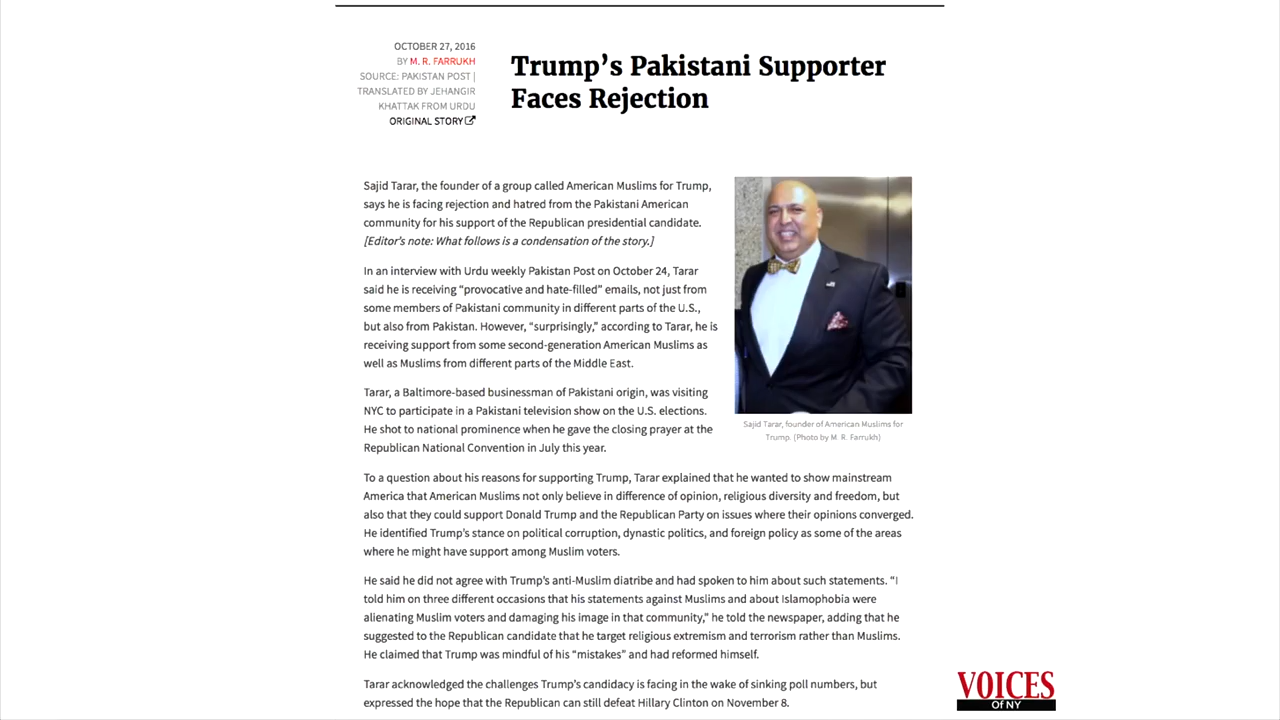 OCTOBER 27, 2016
BY M. R. FARRUKH
SOURCE: PAKISTAN POST |
TRANSLATED BY JEHANGIR
KHATTAK FROM URDU
ORIGINAL STORY
Trump's Pakistani Supporter
Faces Rejection
Sajid Tarar, the founder of a group called American Muslims for Trump,
says he is facing rejection and hatred from the Pakistani American
community for his support of the Republican presidential candidate.
[Editor's note: What follows is a condensation of the story.]
In an interview with Urdu weekly Pakistan Post on October 24, Tarar
said he is receiving “provocative and hate-filled” emails, not just from
some members of Pakistani community in different parts of the U.S.,
but also from Pakistan. However, “surprisingly,” according to Tarar, he is
receiving support from some second-generation American Muslims as
well as Muslims from different parts of the Middle East.
Tarar, a Baltimore-based businessman of Pakistani origin, was visiting
NYC to participate in a Pakistani television show on the U.S. elections.
He shot to national prominence when he gave the closing prayer at the
Republican National Convention in July this year.
Sajid Tarar, founder of American Muslims for
Trump. (Photo by M. R. Farrukh)
To a question about his reasons for supporting Trump, Tarar explained that he wanted to show mainstream
America that American Muslims not only believe in difference of opinion, religious diversity and freedom, but
also that they could support Donald Trump and the Republican Party on issues where their opinions converged.
He identified Trump's stance on political corruption, dynastic politics, and foreign policy as some of the areas
where he might have support among Muslim voters.
He said he did not agree with Trump's anti-Muslim diatribe and had spoken to him about such statements. “I
told him on three different occasions that his statements against Muslims and about Islamophobia were
alienating Muslim voters and damaging his image in that community,” he told the newspaper, adding that he
suggested to the Republican candidate that he target religious extremism and terrorism rather than Muslims.
He claimed that Trump was mindful of his “mistakes” and had reformed himself.
Tarar acknowledged the challenges Trump's candidacy is facing in the wake of sinking poll numbers, but
expressed the hope that the Republican can still defeat Hillary Clinton on November 8.
VOICES
Of NY